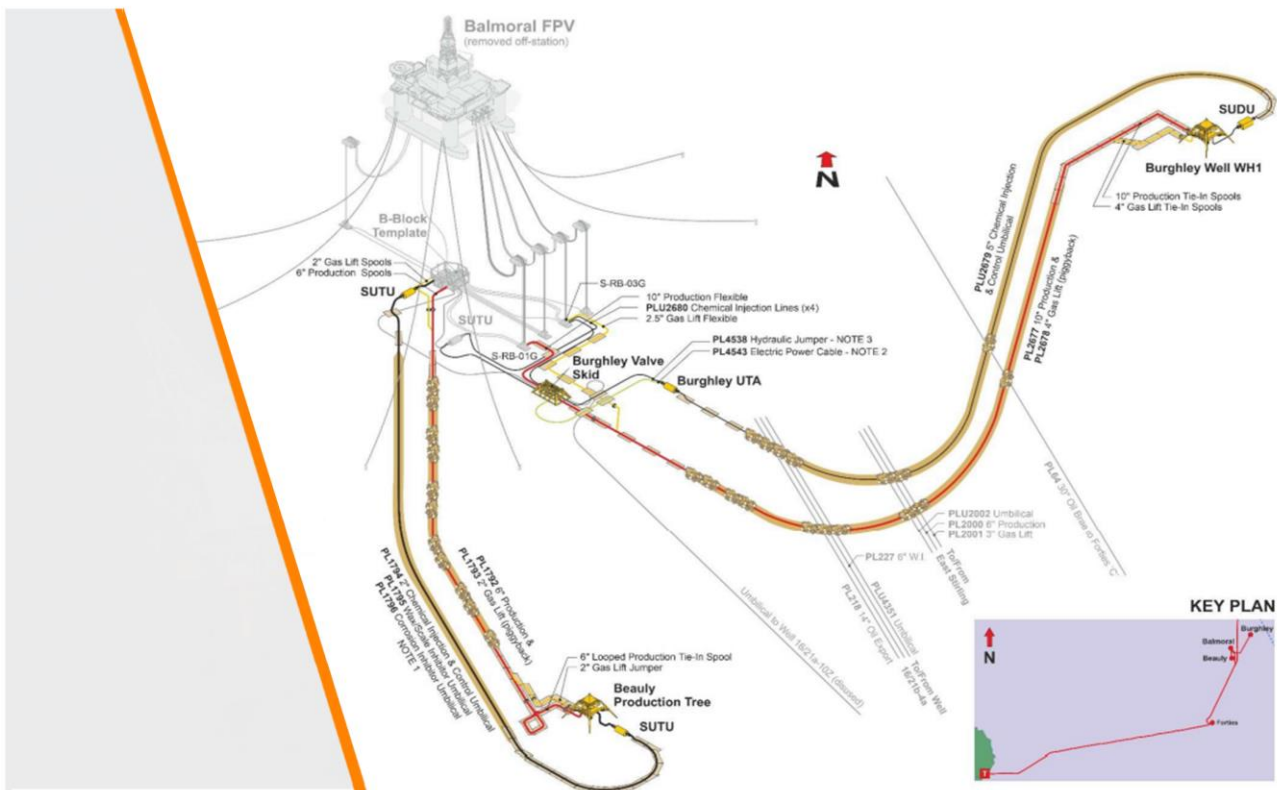 Balmoral FPV
(removed off-station)
SUDU
Burghley Well WH1
N
10" Production Tie-In Spools
4" Gas Lift Tie-In Spools
B-Block
Template
2" Gas Lift Spools
6" Production Spools
SUTU
SUTU
S-RB-03G
10" Production Flexible
PLU2680 Chemical Injection Lines (x4)
2.5" Gas Lift Flexible
S-RB-01G
PL4538 Hydraulic Jumper - NOTE 3
PL4543 Electric Power Cable - NOTE 2
Burghley Valve
Skid
Burghley UTA
PLU2679 5" Chemical Injection
& Control Umbilical
PL2677 10" Production &
PL2678 4" Gas Lift (piggyback)
PL64 30" Oil Brae to Forties 'C'
PLU2002 Umbilical
PL2000 6" Production
PL2001 3" Gas Lift
To/From
East Stirling
PL227 6" W.I.
PLU4351 Umbilical
PL218 14" Oil Export
To/From Well
16/21b-4a
Umbilical to Well 16/21a-10Z (disused)
PL1792 6" Production &
PL1793 2" Gas Lift (piggyback)
PL1794 2" Chemical Injection & Control Umbilical
PL1795 Wax/Scale Inhibitor Umbilical
PL1796 Corrosion Inhibitor Umbilical
NOTE 1
6" Looped Production Tie-In Spool
2" Gas Lift Jumper
Beauly
Production Tree
SUTU
KEY PLAN
N
Burghley
Balmoral
Beauly
Forties
T